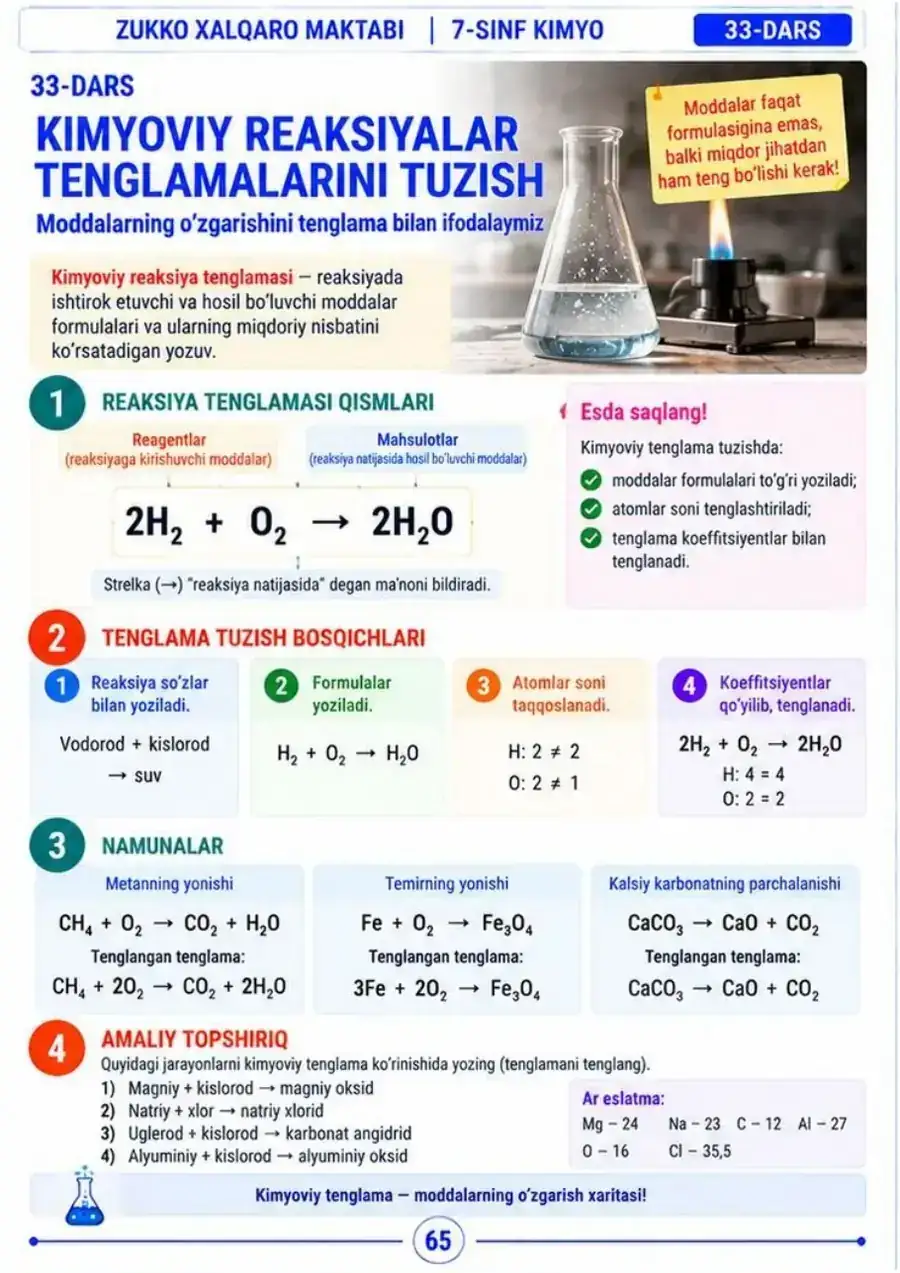 ZUKKO XALQARO MAKTABI | 7-SINF KIMYO
33-DARS
33-DARS
KIMYOVIY REAKSIYALAR
TENGLAMALARINI TUZISH
Moddalarning o‘zgarishini tenglama bilan ifodalaymiz
Moddalar faqat
formulasigina emas,
balki miqdor jihatdan
ham teng bo‘lishi kerak!
Kimyoviy reaksiya tenglamasi — reaksiyada
ishtirok etuvchi va hosil bo‘luvchi moddalar
formulalari va ularning miqdoriy nisbatini
ko‘rsatadigan yozuv.
1 REAKSIYA TENGLAMASI QISMLARI
Reagentlar
(reaksiyaga kirishuvchi moddalar)
Mahsulotlar
(reaksiya natijasida hosil bo‘luvchi moddalar)
2H₂ + O₂ → 2H₂O
Strelka (→) "reaksiya natijasida" degan ma'noni bildiradi.
Esda saqlang!
Kimyoviy tenglama tuzishda:
moddalar formulalari to‘g‘ri yoziladi;
atomlar soni tenglashtiriladi;
tenglama koeffitsiyentlar bilan
tenglanadi.
2 TENGLAMA TUZISH BOSQICHLARI
1 Reaksiya so‘zlar
bilan yoziladi.
Vodorod + kislorod
→ suv
2 Formulalar
yoziladi.
H₂ + O₂ → H₂O
3 Atomlar soni
taqqoslanadi.
H: 2 ≠ 2
O: 2 ≠ 1
4 Koeffitsiyentlar
qo‘yilib, tenglanadi.
2H₂ + O₂ → 2H₂O
H: 4 = 4
O: 2 = 2
3 NAMUNALAR
Metanning yonishi
CH₄ + O₂ → CO₂ + H₂O
Tenglangan tenglama:
CH₄ + 2O₂ → CO₂ + 2H₂O
Temirning yonishi
Fe + O₂ → Fe₃O₄
Tenglangan tenglama:
3Fe + 2O₂ → Fe₃O₄
Kalsiy karbonatning parchalanishi
CaCO₃ → CaO + CO₂
Tenglangan tenglama:
CaCO₃ → CaO + CO₂
4 AMALIY TOPSHIRIQ
Quyidagi jarayonlarni kimyoviy tenglama ko‘rinishida yozing (tenglamani tenglang).
1) Magniy + kislorod → magniy oksid
2) Natriy + xlor → natriy xlorid
3) Uglerod + kislorod → karbonat angidrid
4) Alyuminiy + kislorod → alyuminiy oksid
Ar eslatma:
Mg – 24 Na – 23 C – 12 Al – 27
O – 16 Cl – 35,5
Kimyoviy tenglama — moddalarning o‘zgarish xaritasi!
65